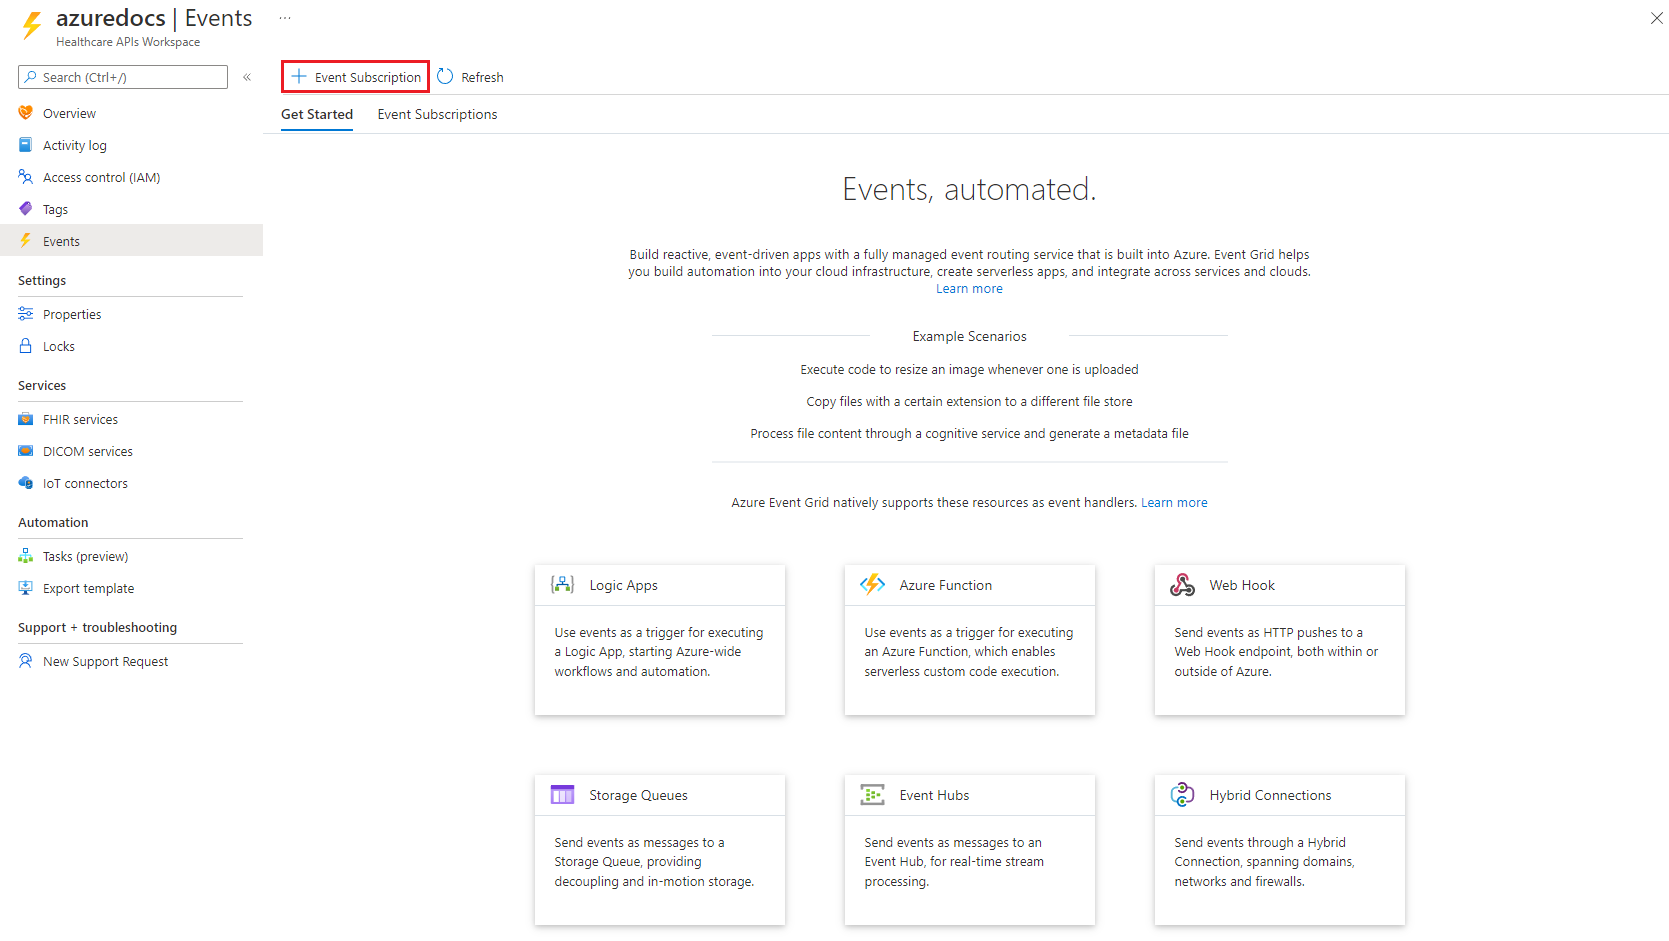 azuredocs | Events ...
Healthcare APIs Workspace
Search (Ctrl+/)
«
Overview
Activity log
Access control (IAM)
Tags
Events
Settings
Properties
Locks
Services
FHIR services
DICOM services
IoT connectors
Automation
Tasks (preview)
Export template
Support + troubleshooting
New Support Request
Event Subscription
Refresh
Get Started
Event Subscriptions
Events, automated.
Build reactive, event-driven apps with a fully managed event routing service that is built into Azure. Event Grid helps
you build automation into your cloud infrastructure, create serverless apps, and integrate across services and clouds.
Learn more
Example Scenarios
Execute code to resize an image whenever one is uploaded
Copy files with a certain extension to a different file store
Process file content through a cognitive service and generate a metadata file
Azure Event Grid natively supports these resources as event handlers. Learn more
Logic Apps
Use events as a trigger for executing
a Logic App, starting Azure-wide
workflows and automation.
Azure Function
Use events as a trigger for executing
an Azure Function, which enables
serverless custom code execution.
Web Hook
Send events as HTTP pushes to a
Web Hook endpoint, both within or
outside of Azure.
Storage Queues
Send events as messages to a
Storage Queue, providing
decoupling and in-motion storage.
Event Hubs
Send events as messages to an
Event Hub, for real-time stream
processing.
Hybrid Connections
Send events through a Hybrid
Connection, spanning domains,
networks and firewalls.